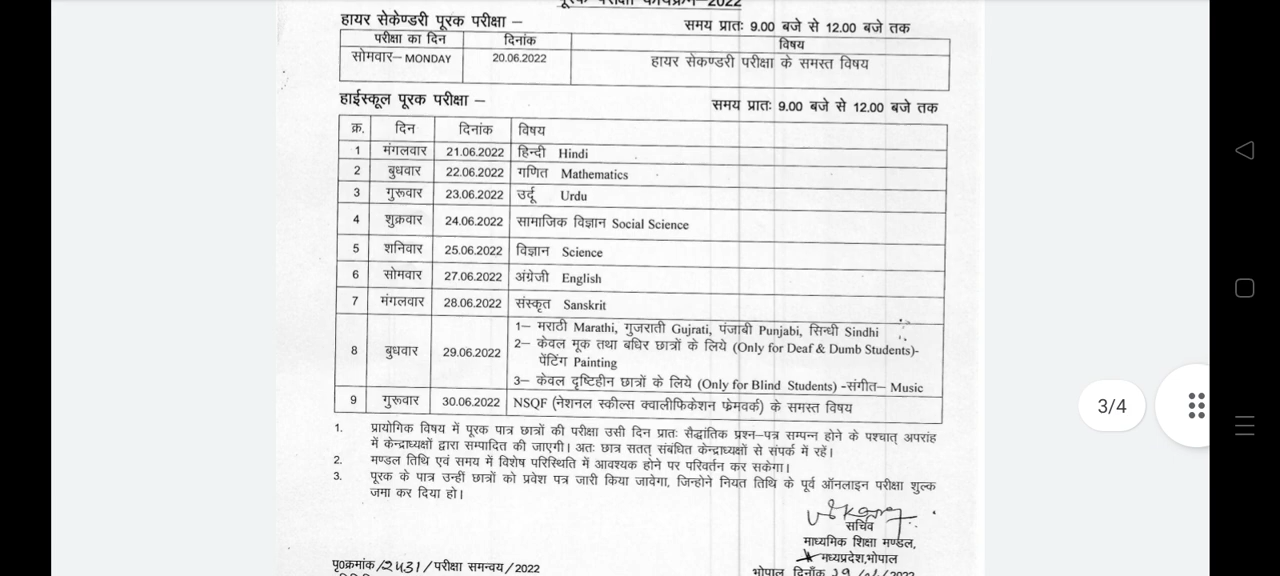 पूरक परीक्षा कार्यक्रम–2022
हायर सेकेण्डरी पूरक परीक्षा – समय प्रातः 9.00 बजे से 12.00 बजे तक
परीक्षा का दिन दिनांक विषय
सोमवार– MONDAY 20.06.2022 हायर सेकण्डरी परीक्षा के समस्त विषय
हाईस्कूल पूरक परीक्षा – समय प्रातः 9.00 बजे से 12.00 बजे तक
क्र. दिन दिनांक विषय
1 मंगलवार 21.06.2022 हिन्दी Hindi
2 बुधवार 22.06.2022 गणित Mathematics
3 गुरूवार 23.06.2022 उर्दू Urdu
4 शुक्रवार 24.06.2022 सामाजिक विज्ञान Social Science
5 शनिवार 25.06.2022 विज्ञान Science
6 सोमवार 27.06.2022 अंग्रेजी English
7 मंगलवार 28.06.2022 संस्कृत Sanskrit
8 बुधवार 29.06.2022 1– मराठी Marathi, गुजराती Gujrati, पंजाबी Punjabi, सिन्धी Sindhi
2– केवल मूक तथा बधिर छात्रों के लिये (Only for Deaf & Dumb Students)-
पेंटिंग Painting
3– केवल दृष्टिहीन छात्रों के लिये (Only for Blind Students) -संगीत– Music
9 गुरूवार 30.06.2022 NSQF (नेशनल स्कील्स क्वालीफिकेशन फ्रेमवर्क) के समस्त विषय
1. प्रायोगिक विषय में पूरक पात्र छात्रों की परीक्षा उसी दिन प्रातः सैद्धांतिक प्रश्न–पत्र सम्पन्न होने के पश्चात् अपरांह
में केन्द्राध्यक्षों द्वारा सम्पादित की जाएगी। अतः छात्र सतत् संबंधित केन्द्राध्यक्षों से संपर्क में रहें।
2. मण्डल तिथि एवं समय में विशेष परिस्थिति में आवश्यक होने पर परिवर्तन कर सकेगा।
3. पूरक के पात्र उन्हीं छात्रों को प्रवेश पत्र जारी किया जावेगा, जिन्होने नियत तिथि के पूर्व ऑनलाइन परीक्षा शुल्क
जमा कर दिया हो।
सचिव
माध्यमिक शिक्षा मण्डल,
मध्यप्रदेश,भोपाल
पृ0क्रमांक /2431/ परीक्षा समन्वय/2022 भोपाल दिनाँक 29 /2022
3/4